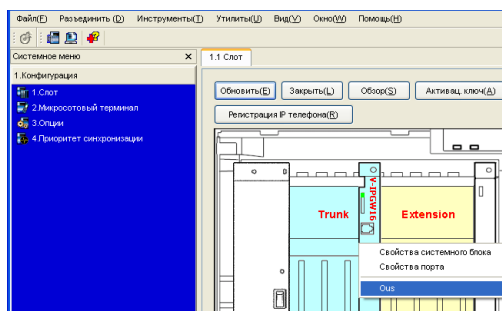 Файл(F) Разъединить (D) Инструменты(T) Утилиты(U) Вид(V) Окно(W) Помощь(H)
Системное меню
1.1 Слот
1.Конфигурация
1.Слот
2.Микросотовый терминал
3.Опции
4.Приоритет синхронизации
Обновить(E) Закрыть(L) Обзор(S) Активац. ключ(A)
Регистрация IP телефона(R)
V-IPGW16
Trunk Extension
Свойства системного блока
Свойства порта
Ous